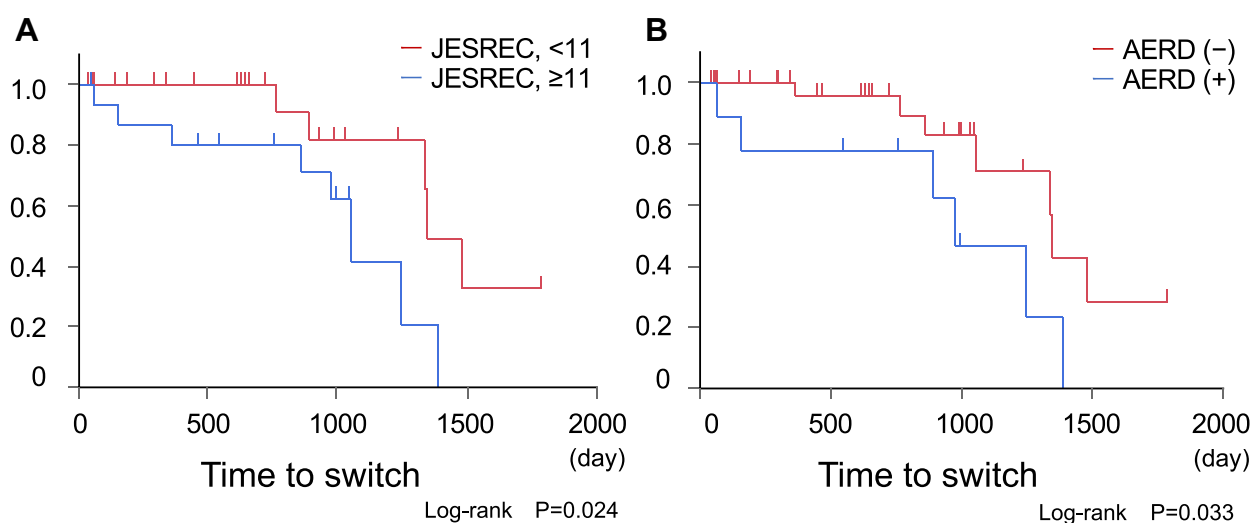 A
JESREC, <11
JESREC, ≥11
1.0
0.8
0.6
0.4
0.2
0
0 500 1000 1500 2000
(day)
Time to switch
Log-rank P=0.024
B
AERD (−)
AERD (+)
1.0
0.8
0.6
0.4
0.2
0
0 500 1000 1500 2000
(day)
Time to switch
Log-rank P=0.033